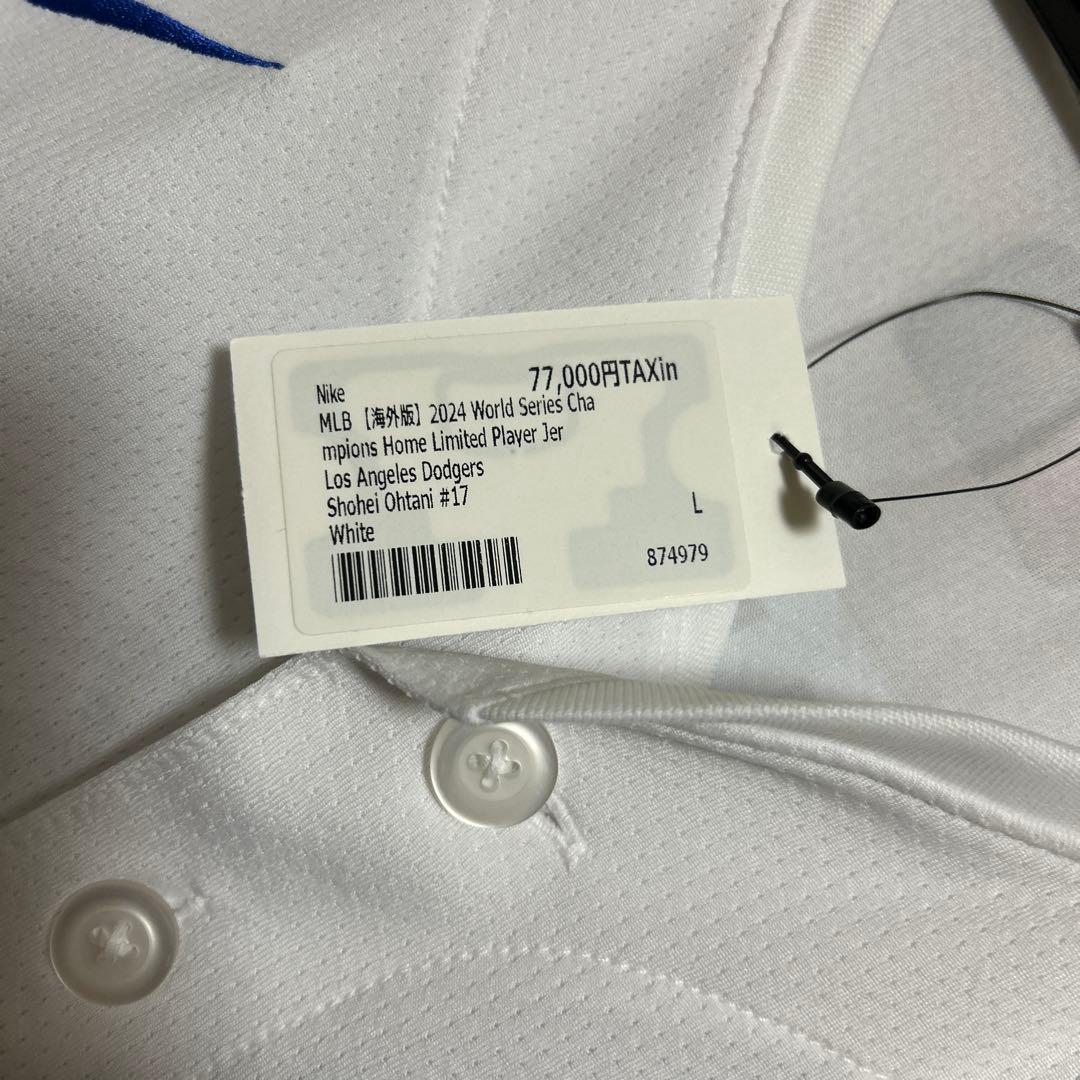 Nike
77,000円TAXin
MLB【海外版】2024 World Series Cha
mpions Home Limited Player Jer
Los Angeles Dodgers
Shohei Ohtani #17
L
White
874979